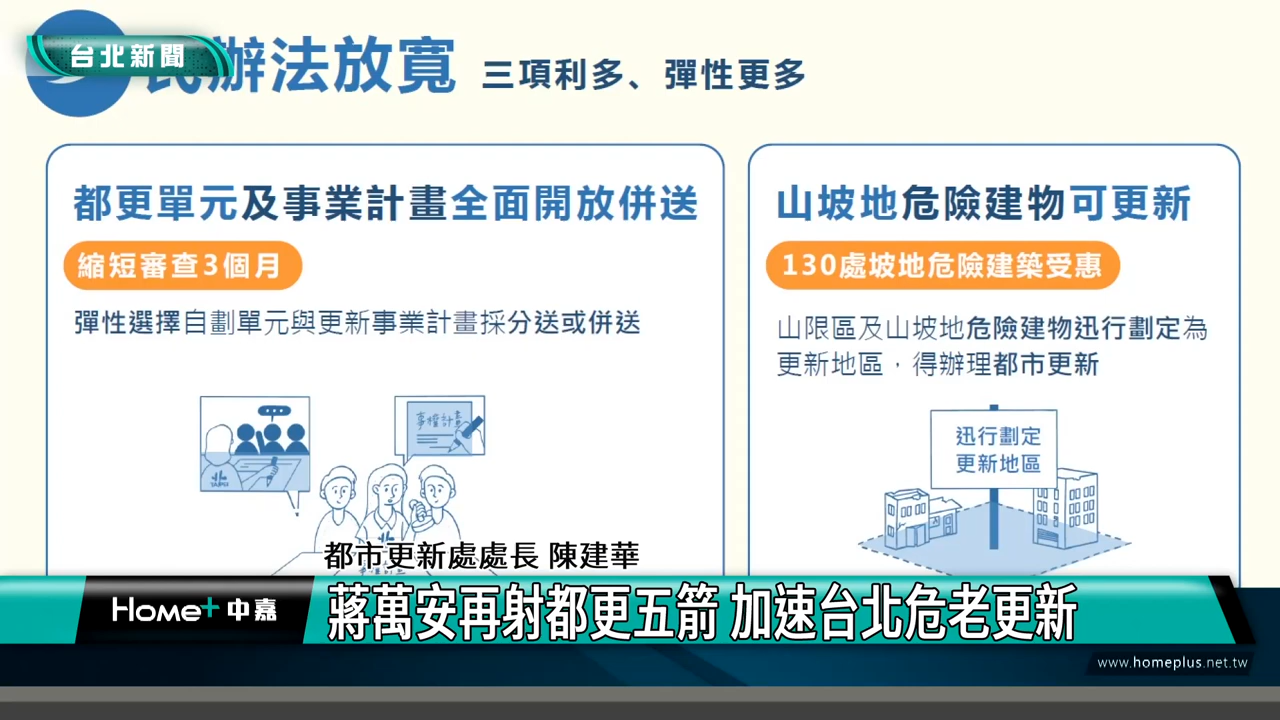 台北新聞
辦法放寬 三項利多、彈性更多
都更單元及事業計畫全面開放併送
縮短審查3個月
彈性選擇自劃單元與更新事業計畫採分送或併送
事權計畫
山坡地危險建物可更新
130處坡地危險建築受惠
山限區及山坡地危險建物迅行劃定為
更新地區，得辦理都市更新
迅行劃定
更新地區
都市更新處處長 陳建華
Home+中嘉
蔣萬安再射都更五箭 加速台北危老更新
www.homeplus.net.tw